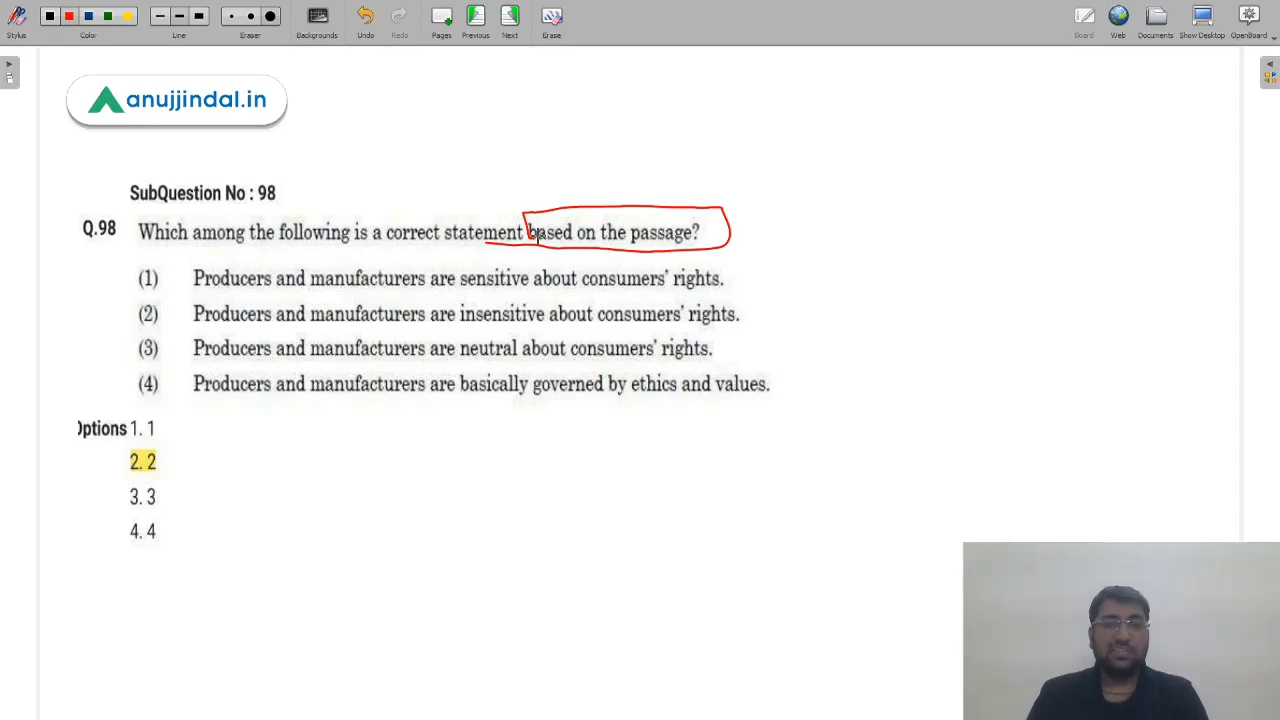 Stylus Color Line Eraser Backgrounds Undo Redo Pages Previous Next Erase Board Web Documents Show Desktop OpenBoard
anujjindal.in
SubQuestion No : 98
Q.98 Which among the following is a correct statement based on the passage?
(1) Producers and manufacturers are sensitive about consumers' rights.
(2) Producers and manufacturers are insensitive about consumers' rights.
(3) Producers and manufacturers are neutral about consumers' rights.
(4) Producers and manufacturers are basically governed by ethics and values.
Options 1. 1
2. 2
3. 3
4. 4